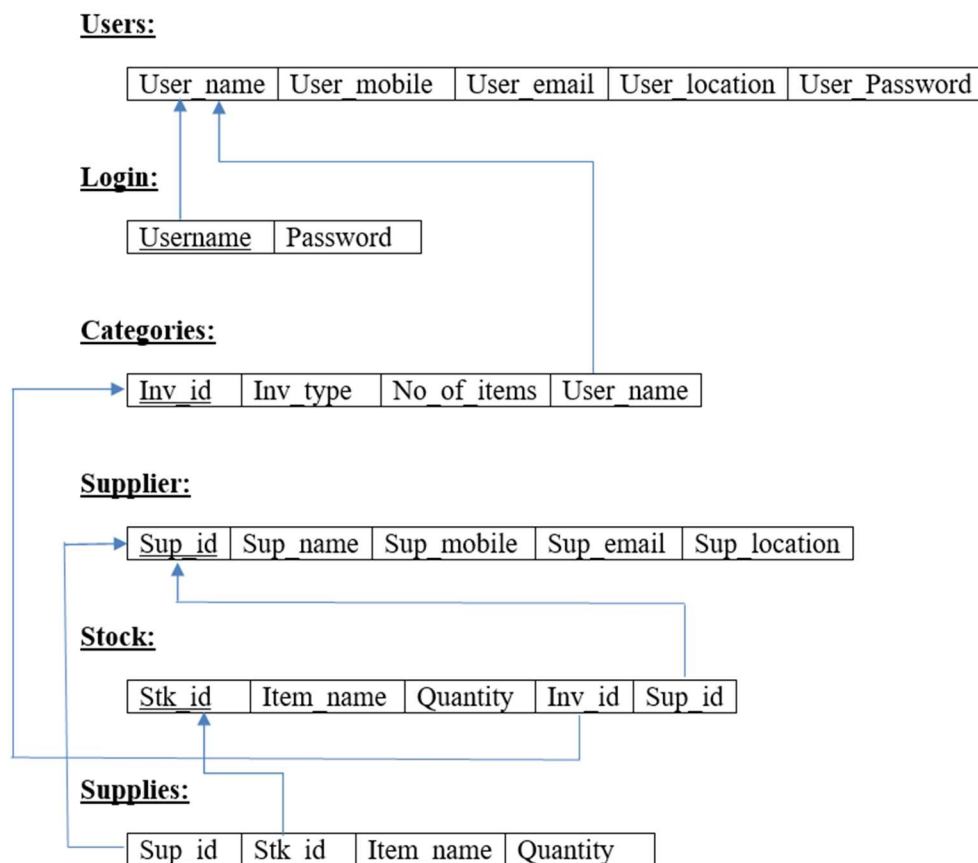 Users:
User_name User_mobile User_email User_location User_Password
Login:
Username Password
Categories:
Inv_id Inv_type No_of_items User_name
Supplier:
Sup_id Sup_name Sup_mobile Sup_email Sup_location
Stock:
Stk_id Item_name Quantity Inv_id Sup_id
Supplies:
Sup_id Stk_id Item_name Quantity